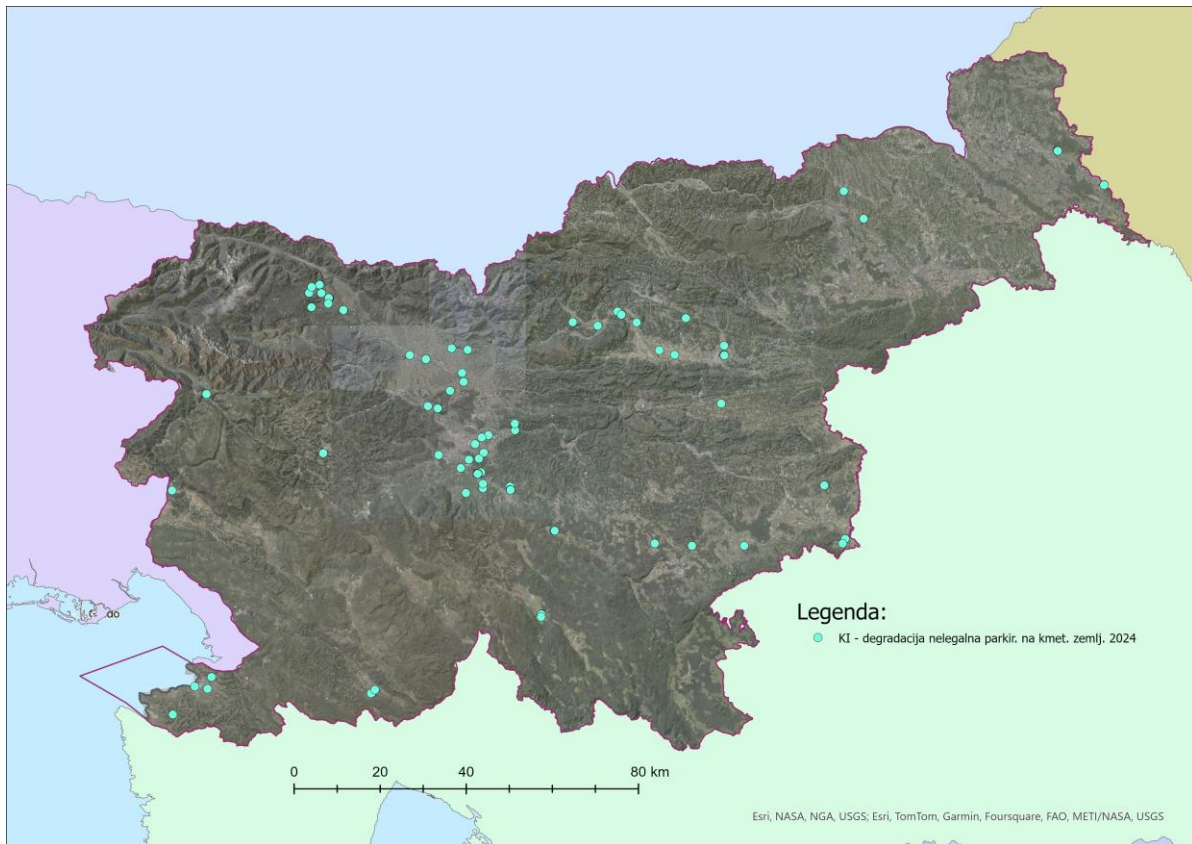 Legenda:
KI - degradacija nelegalna parkir. na kmet. zemlj. 2024
0 20 40 80 km
Esri, NASA, NGA, USGS; Esri, TomTom, Garmin, Foursquare, FAO, METI/NASA, USGS